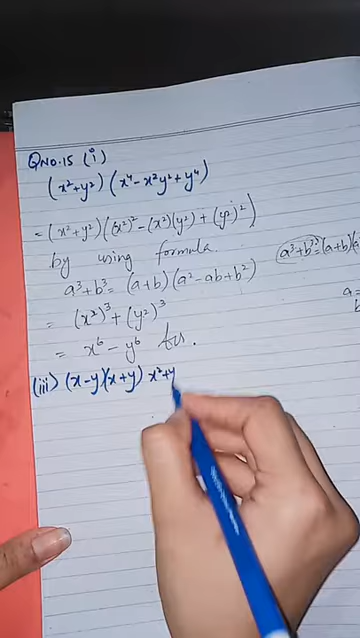 QNO.15 (i)
(x²+y²) (x⁴-x²y²+y⁴)
= (x²+y²) ((x²)²-(x²)(y²)+(y²)²)
by using formula.
a³+b³= (a+b)(a²-ab+b²)
a³+b³=(a+b)(a
= (x²)³+(y²)³
a=
b
= x⁶ - y⁶
(iii) (x-y)(x+y) x²+y